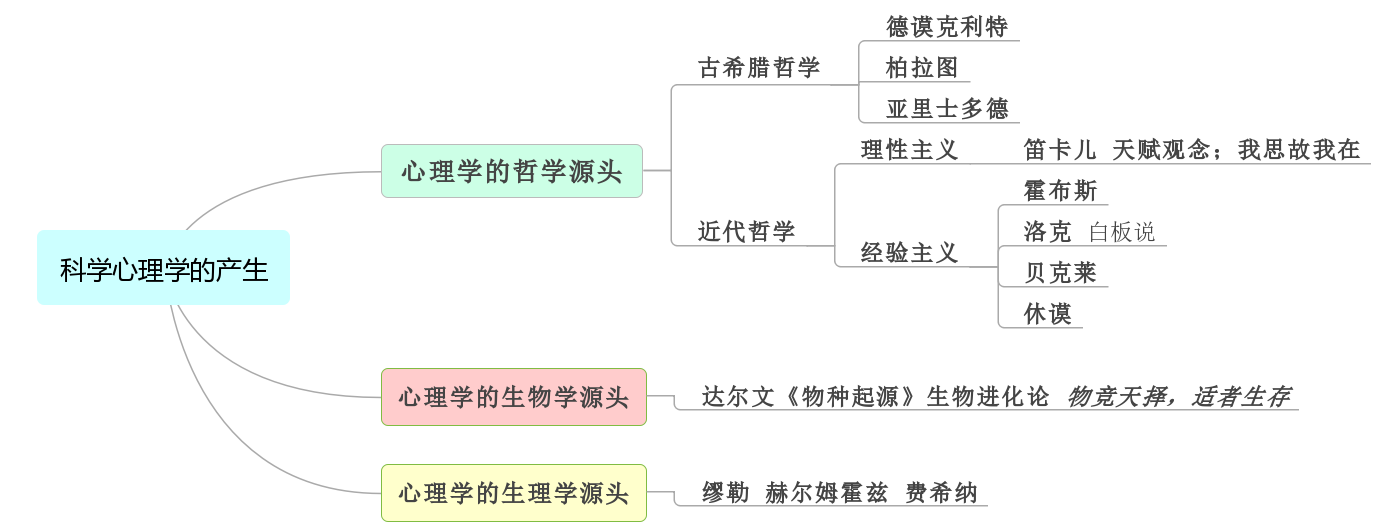 科学心理学的产生
心理学的哲学源头
古希腊哲学
德谟克利特
柏拉图
亚里士多德
近代哲学
理性主义
笛卡儿 天赋观念；我思故我在
经验主义
霍布斯
洛克 白板说
贝克莱
休谟
心理学的生物学源头
达尔文《物种起源》生物进化论 物竞天择，适者生存
心理学的生理学源头
缪勒 赫尔姆霍兹 费希纳